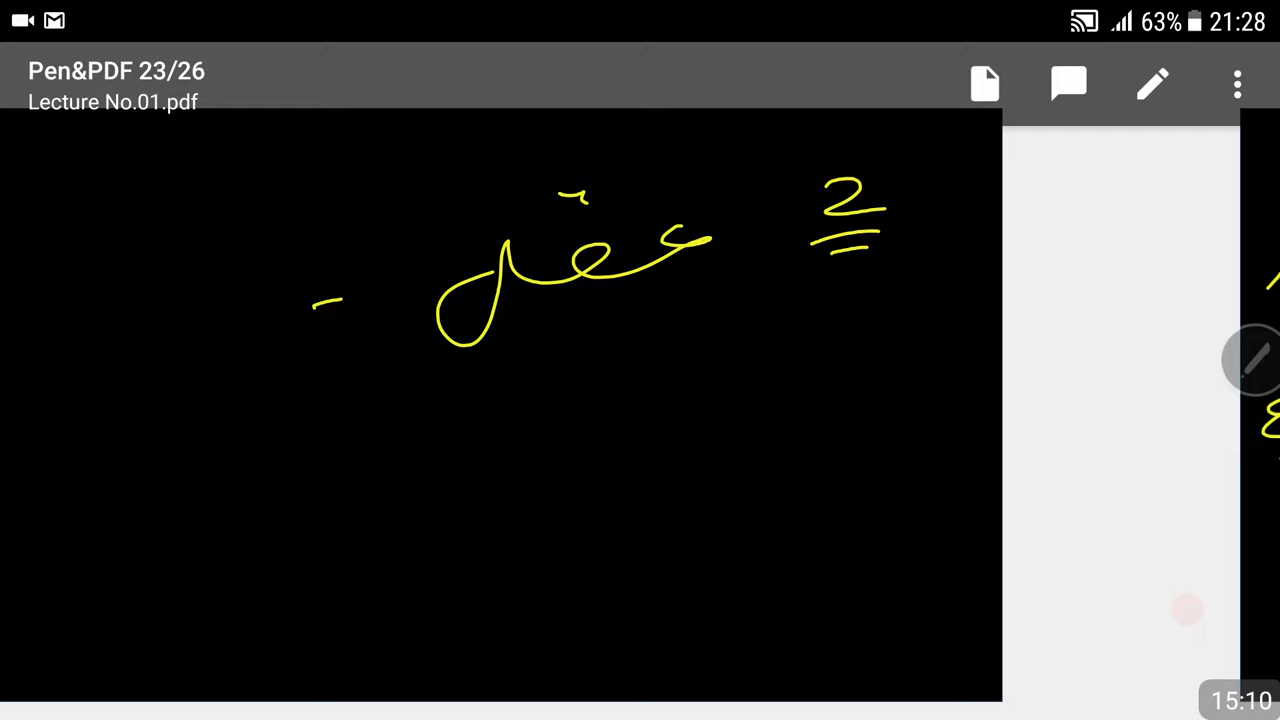 63% 21:28
Pen&PDF 23/26
Lecture No.01.pdf
2 عقل -
15:10